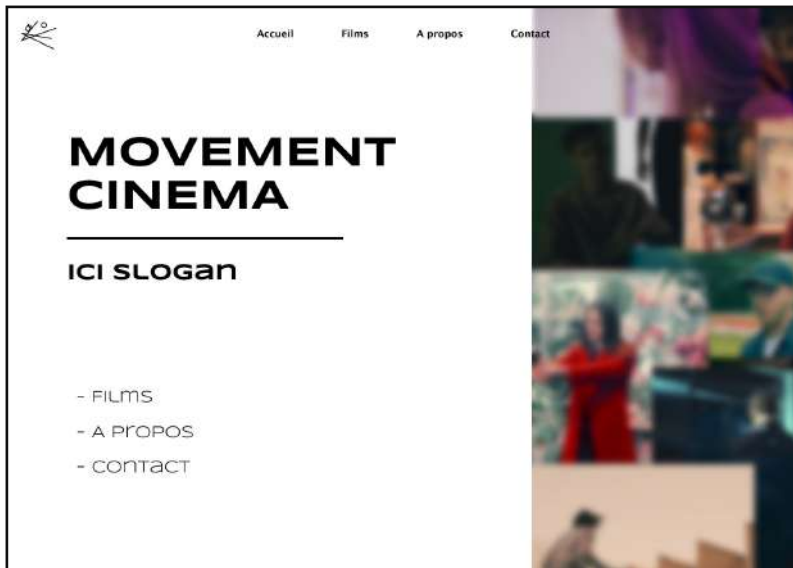 Accueil Films A propos Contact
MOVEMENT
CINEMA
ICI SLOGAN
- FILMS
- A PROPOS
- CONTACT